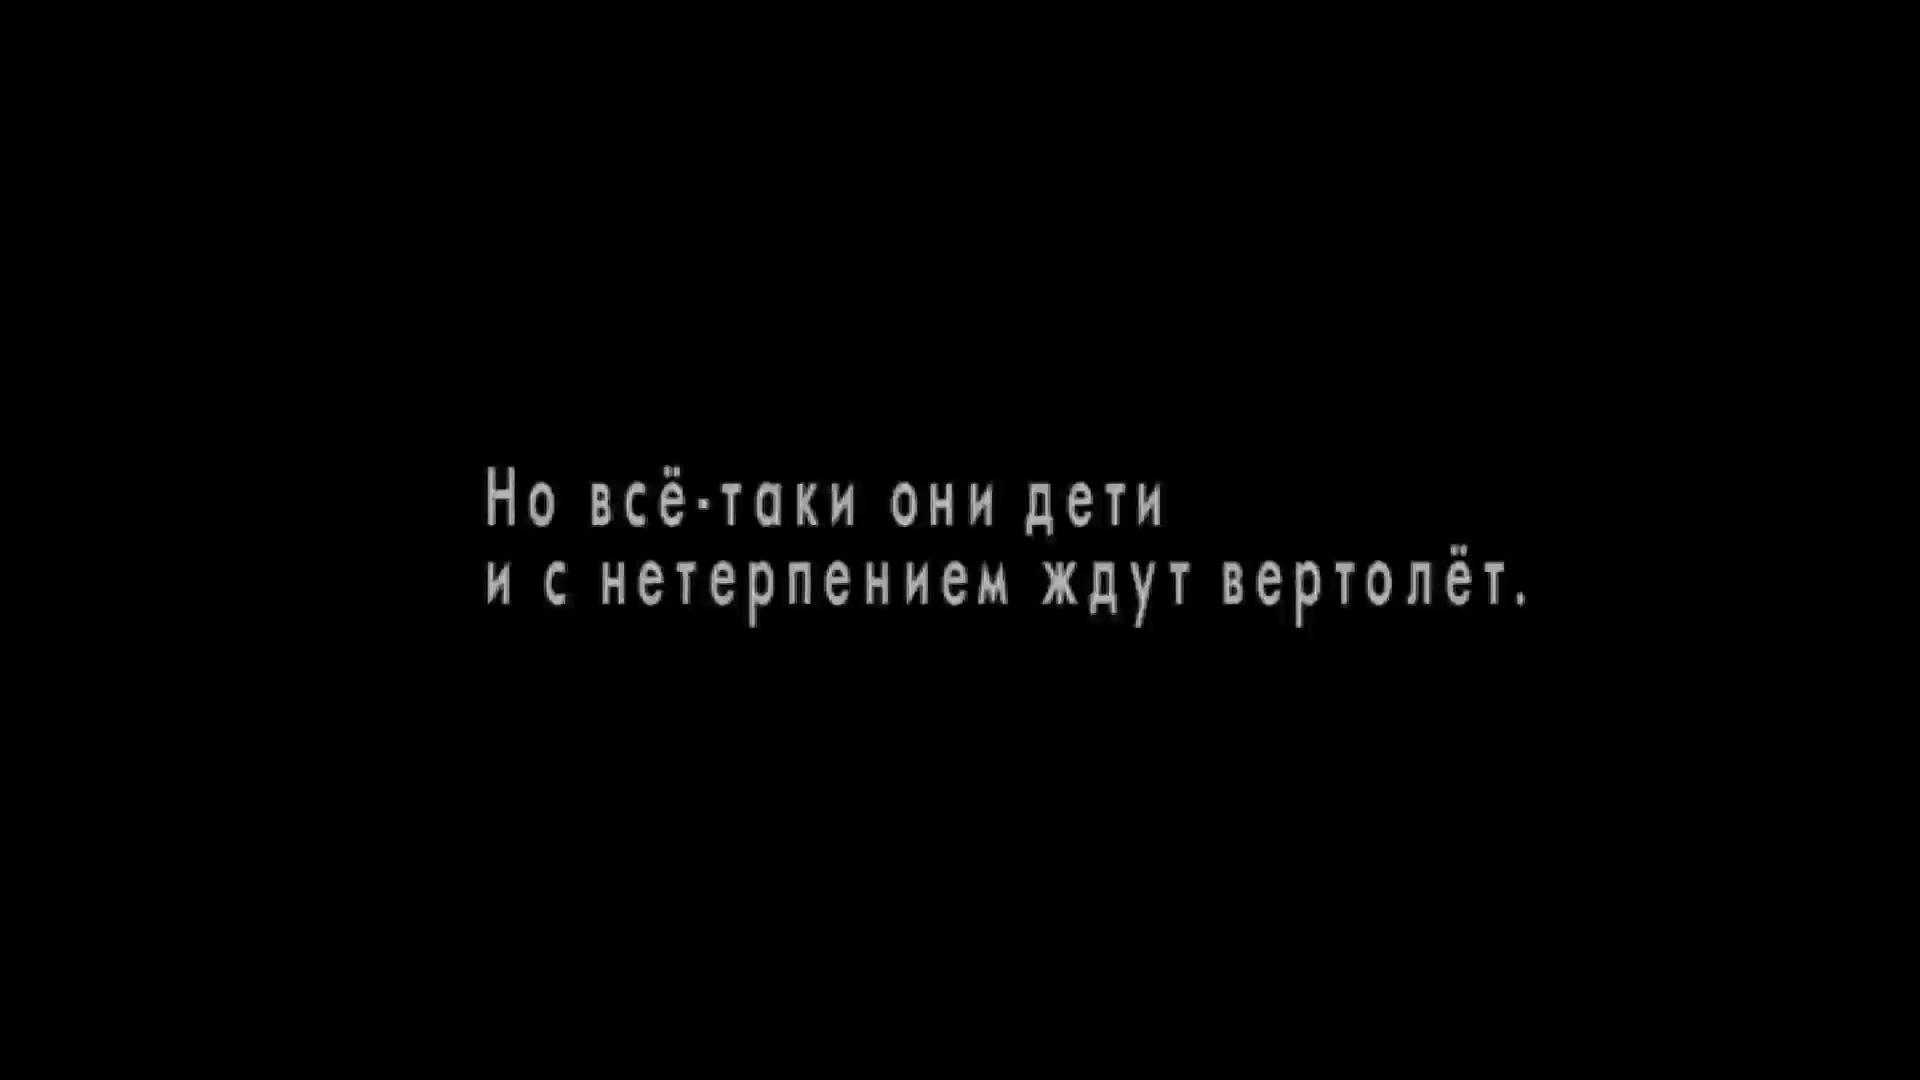 Но всё-таки они дети
и с нетерпением ждут вертолёт.